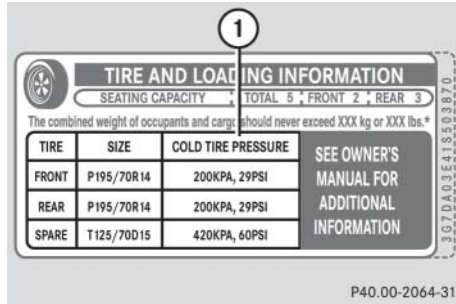 1
TIRE AND LOADING INFORMATION
SEATING CAPACITY TOTAL 5 FRONT 2 REAR 3
The combined weight of occupants and cargo should never exceed XXX kg or XXX lbs.*
TIRE SIZE COLD TIRE PRESSURE
FRONT P195/70R14 200KPA, 29PSI
REAR P195/70R14 200KPA, 29PSI
SPARE T125/70D15 420KPA, 60PSI
SEE OWNER'S
MANUAL FOR
ADDITIONAL
INFORMATION
3G7DA03E41S503870
P40.00-2064-31